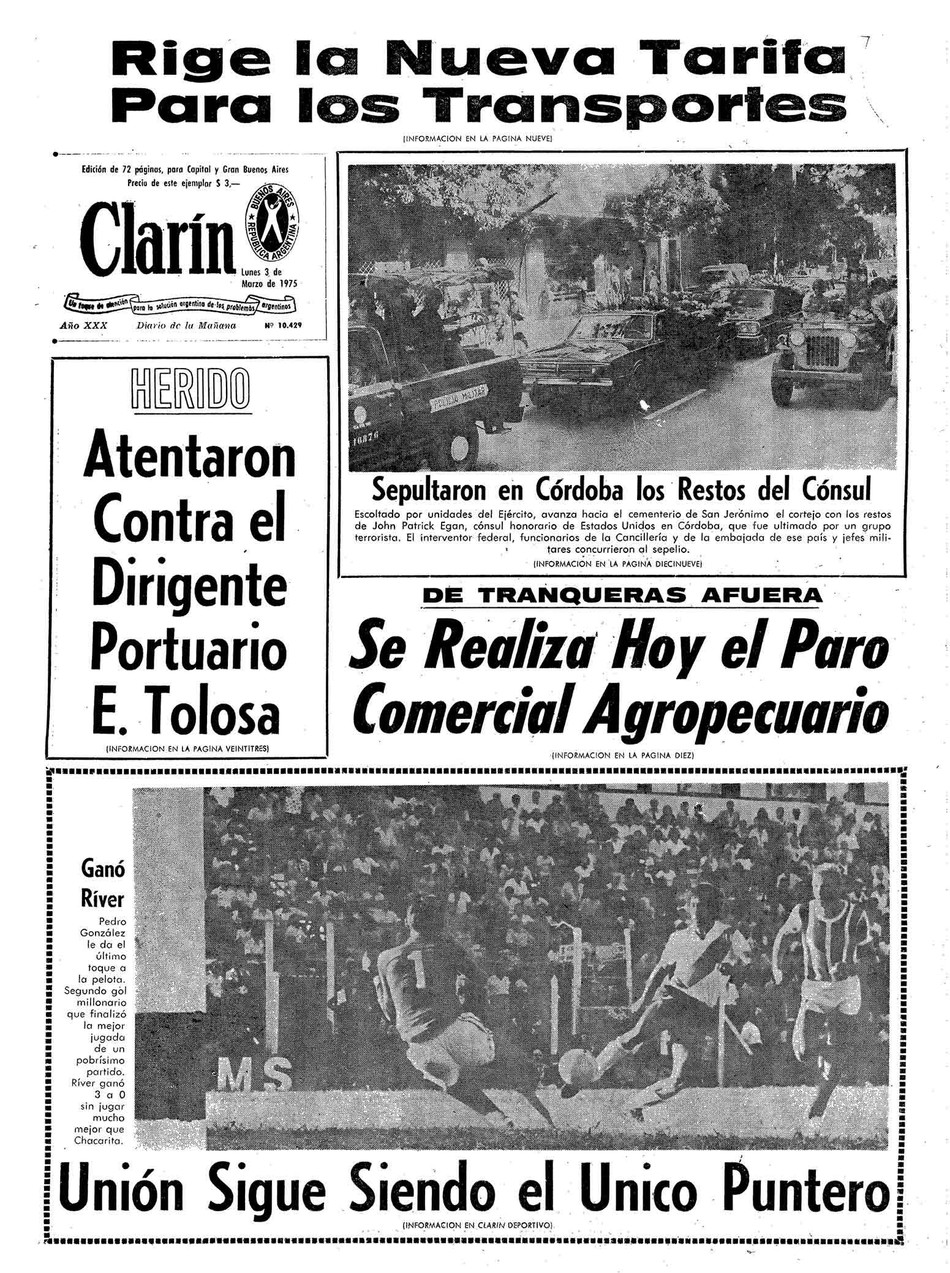 Rige la Nueva Tarifa
Para los Transportes
(INFORMACION EN LA PAGINA NUEVE)
Edición de 72 páginas, para Capital y Gran Buenos Aires
Precio de este ejemplar $ 3,—
Clarín
BUENOS AIRES
REPUBLICA ARGENTINA
Lunes 3 de
Marzo de 1975
Un toque de atención para la solución argentina de los problemas argentinos
Año XXX Diario de la Mañana Nº 10.429
HERIDO
Atentaron
Contra el
Dirigente
Portuario
E. Tolosa
(INFORMACION EN LA PAGINA VEINTITRES)
POLICIA MILITAR
Sepultaron en Córdoba los Restos del Cónsul
Escoltado por unidades del Ejército, avanza hacia el cementerio de San Jerónimo el cortejo con los restos
de John Patrick Egan, cónsul honorario de Estados Unidos en Córdoba, que fue ultimado por un grupo
terrorista. El interventor federal, funcionarios de la Cancillería y de la embajada de ese país y jefes mili-
tares concurrieron al sepelio.
(INFORMACION EN LA PAGINA DIECINUEVE)
DE TRANQUERAS AFUERA
Se Realiza Hoy el Paro
Comercial Agropecuario
(INFORMACION EN LA PAGINA DIEZ)
Ganó
Ríver
Pedro
González
le da el
último
toque a
la pelota.
Segundo gol
millonario
que finalizó
la mejor
jugada
de un
pobrísimo
partido.
Ríver ganó
3 a 0
sin jugar
mucho
mejor que
Chacarita.
1
MS
Unión Sigue Siendo el Unico Puntero
(INFORMACION EN CLARIN DEPORTIVO)